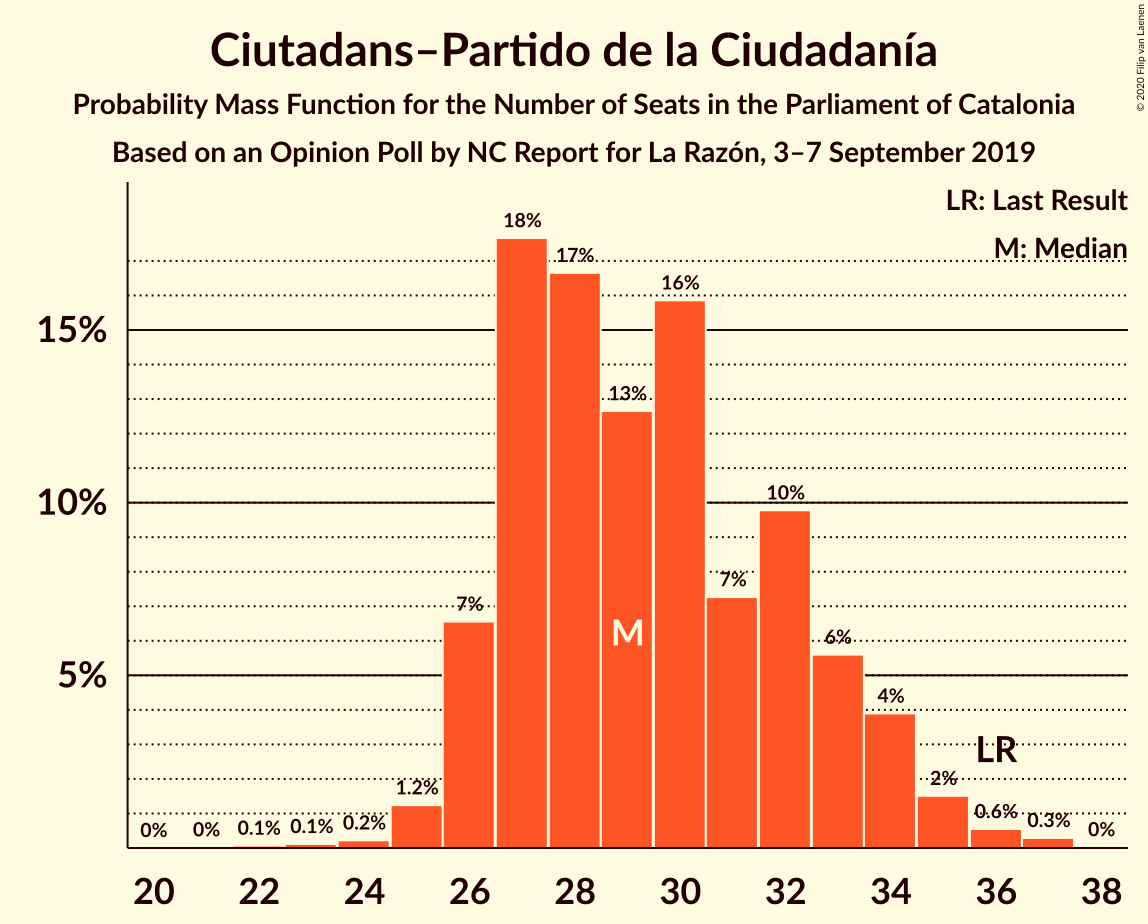 Ciutadans–Partido de la Ciudadanía
Probability Mass Function for the Number of Seats in the Parliament of Catalonia
Based on an Opinion Poll by NC Report for La Razón, 3–7 September 2019
© 2020 Filip van Laenen
LR: Last Result
M: Median
15%
10%
5%
0%
0%
0.1%
0.1%
0.2%
1.2%
7%
18%
17%
13%
16%
7%
10%
6%
4%
2%
0.6%
0.3%
0%
M
LR
20 22 24 26 28 30 32 34 36 38